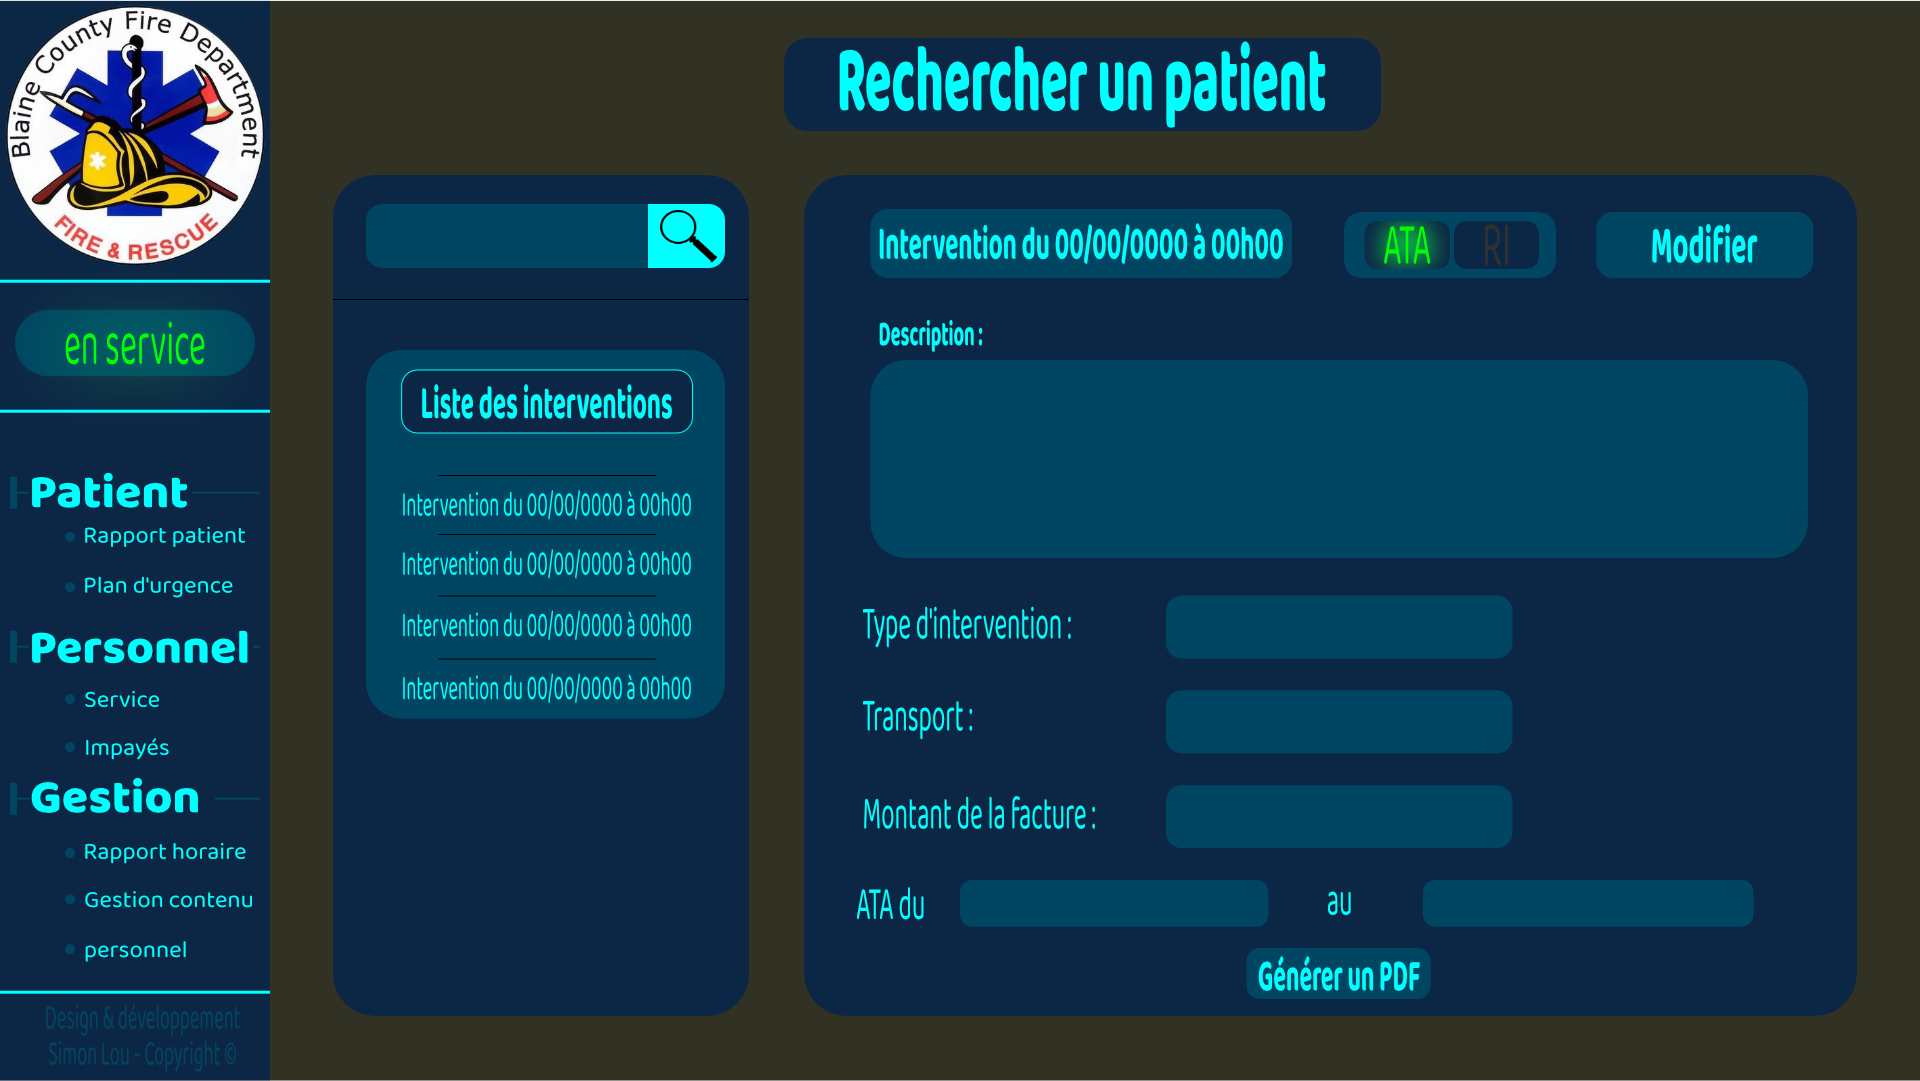 Blaine County Fire Department
FIRE & RESCUE
en service
Patient
Rapport patient
Plan d'urgence
Personnel
Service
Impayés
Gestion
Rapport horaire
Gestion contenu
personnel
Design & développement
Simon Lou - Copyright ©
Rechercher un patient
Liste des interventions
Intervention du 00/00/0000 à 00h00
Intervention du 00/00/0000 à 00h00
Intervention du 00/00/0000 à 00h00
Intervention du 00/00/0000 à 00h00
Intervention du 00/00/0000 à 00h00
ATA RI
Modifier
Description :
Type d'intervention :
Transport :
Montant de la facture :
ATA du au
Générer un PDF